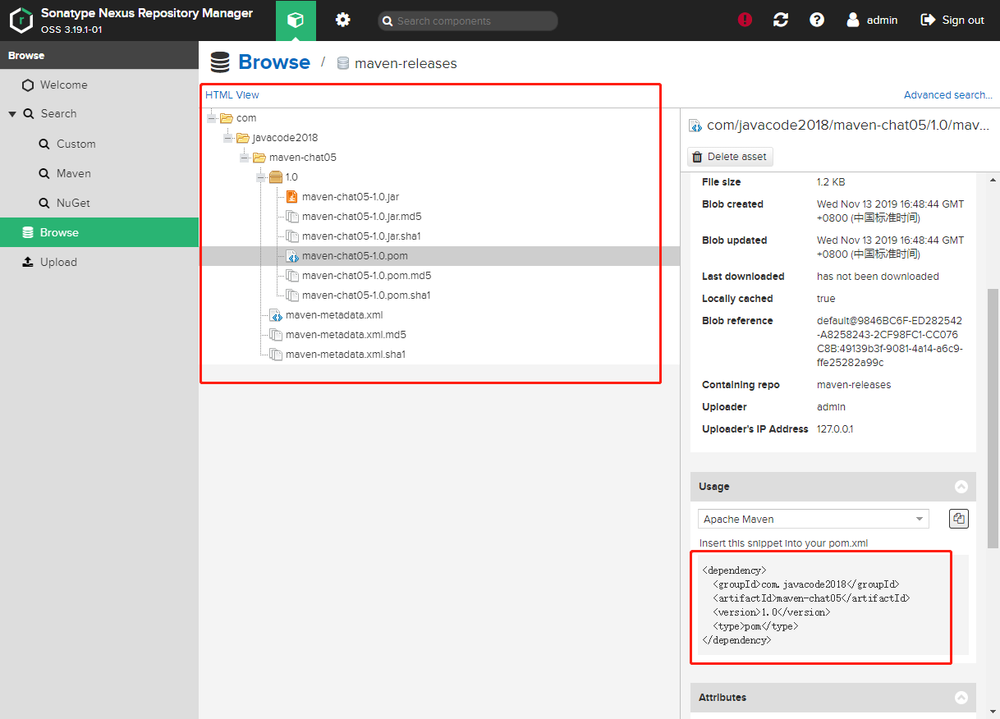 Sonatype Nexus Repository Manager
OSS 3.19.1-01
Search components
admin
Sign out
Browse
Welcome
Search
Custom
Maven
NuGet
Browse
Upload
Browse / maven-releases
HTML View
Advanced search...
com
javacode2018
maven-chat05
1.0
maven-chat05-1.0.jar
maven-chat05-1.0.jar.md5
maven-chat05-1.0.jar.sha1
maven-chat05-1.0.pom
maven-chat05-1.0.pom.md5
maven-chat05-1.0.pom.sha1
maven-metadata.xml
maven-metadata.xml.md5
maven-metadata.xml.sha1
com/javacode2018/maven-chat05/1.0/mav...
Delete asset
File size 1.2 KB
Blob created Wed Nov 13 2019 16:48:44 GMT
+0800 (中国标准时间)
Blob updated Wed Nov 13 2019 16:48:44 GMT
+0800 (中国标准时间)
Last downloaded has not been downloaded
Locally cached true
Blob reference default@9846BC6F-ED282542
-A8258243-2CF98FC1-CC076
C8B:49139b3f-9081-4a14-a6c9-
ffe25282a99c
Containing repo maven-releases
Uploader admin
Uploader's IP Address 127.0.0.1
Usage
Apache Maven
Insert this snippet into your pom.xml
<dependency>
<groupId>com.javacode2018</groupId>
<artifactId>maven-chat05</artifactId>
<version>1.0</version>
<type>pom</type>
</dependency>
Attributes